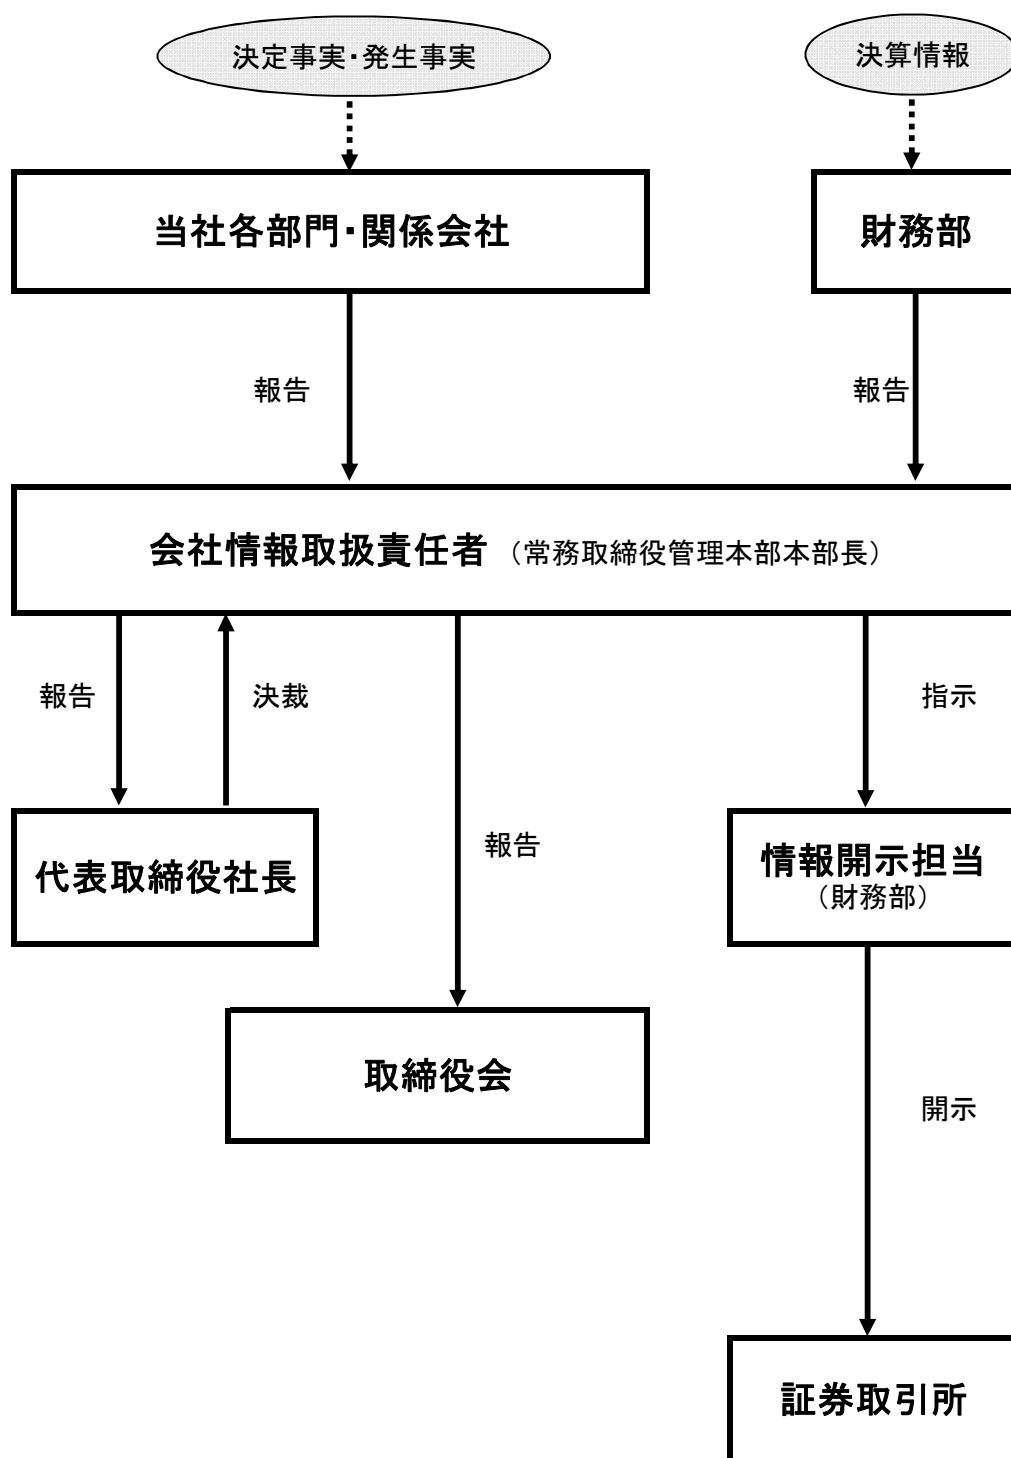 決定事実・発生事実
決算情報
当社各部門・関係会社
財務部
報告
報告
会社情報取扱責任者（常務取締役管理本部本部長）
報告
決裁
指示
代表取締役社長
報告
情報開示担当
（財務部）
取締役会
開示
証券取引所